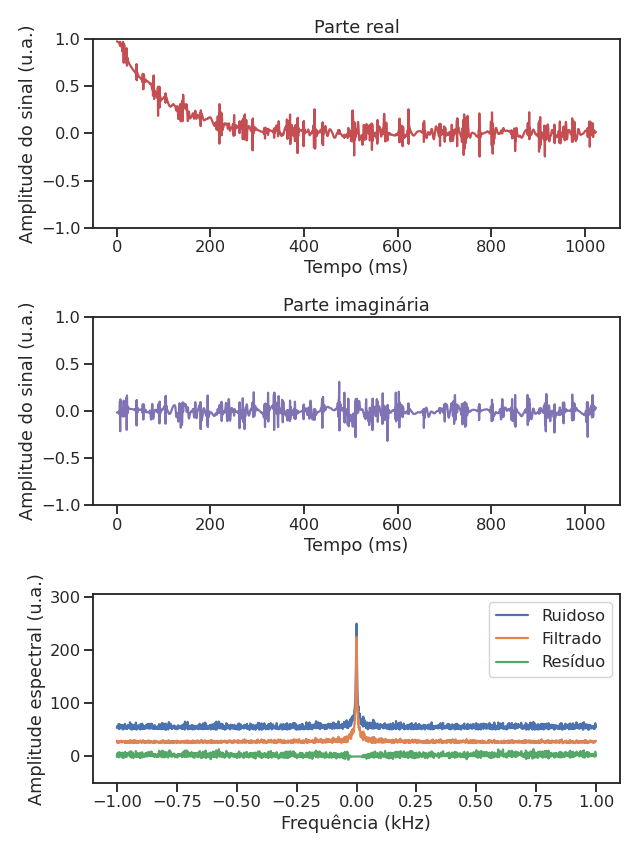 Parte real
Amplitude do sinal (u.a.)
1.0
0.5
0.0
−0.5
−1.0
0 200 400 600 800 1000
Tempo (ms)
Parte imaginária
Amplitude do sinal (u.a.)
1.0
0.5
0.0
−0.5
−1.0
0 200 400 600 800 1000
Tempo (ms)
Amplitude espectral (u.a.)
300
200
100
0
Ruidoso
Filtrado
Resíduo
−1.00 −0.75 −0.50 −0.25 0.00 0.25 0.50 0.75 1.00
Frequência (kHz)